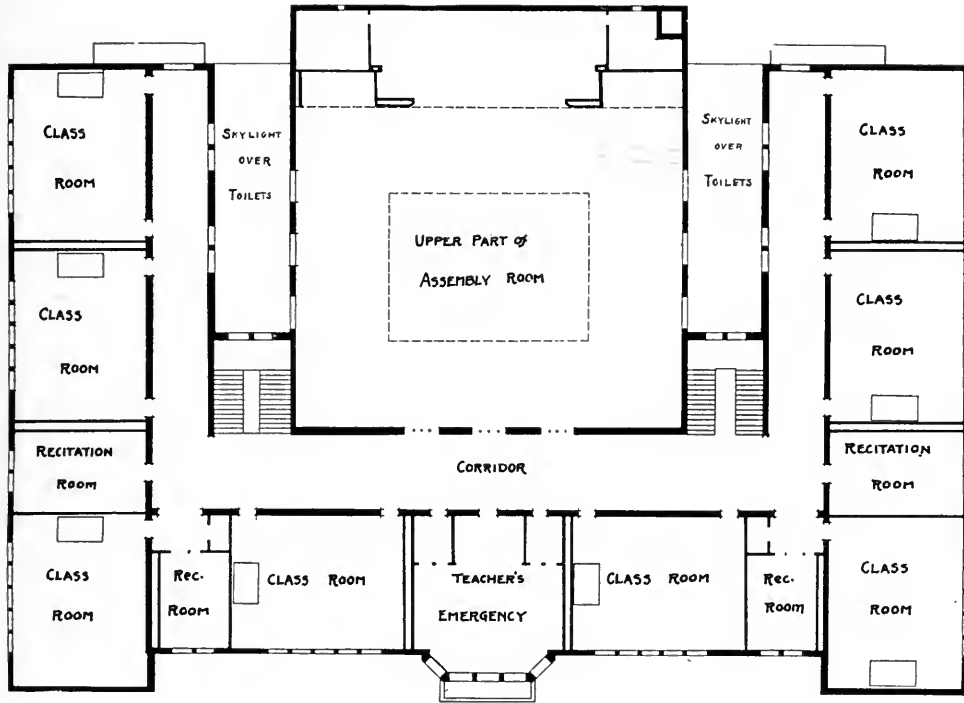 CLASS
ROOM
SKYLIGHT
OVER
TOILETS
UPPER PART of
ASSEMBLY ROOM
SKYLIGHT
OVER
TOILETS
CLASS
ROOM
CLASS
ROOM
CLASS
ROOM
RECITATION
ROOM
CORRIDOR
RECITATION
ROOM
CLASS
ROOM
REC.
ROOM
CLASS ROOM
TEACHER'S
EMERGENCY
CLASS ROOM
REC.
ROOM
CLASS
ROOM